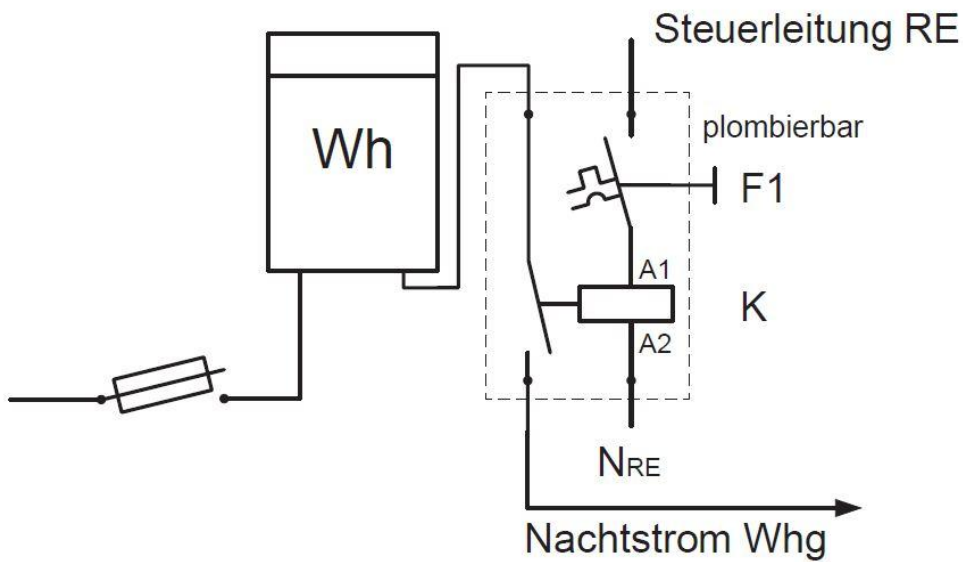 Steuerleitung RE
Wh
plombierbar
F1
A1
K
A2
NRE
Nachtstrom Whg